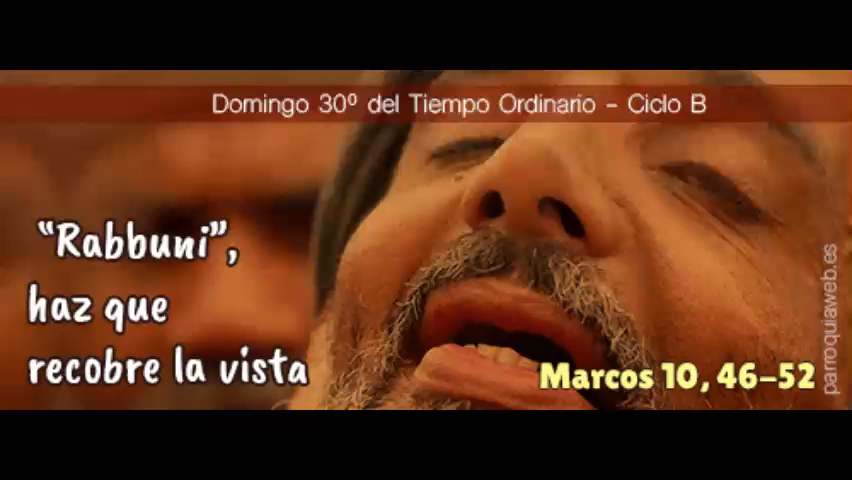 Domingo 30º del Tiempo Ordinario - Ciclo B
“Rabbuni”,
haz que
recobre la vista
Marcos 10, 46-52
parroquiaweb.es